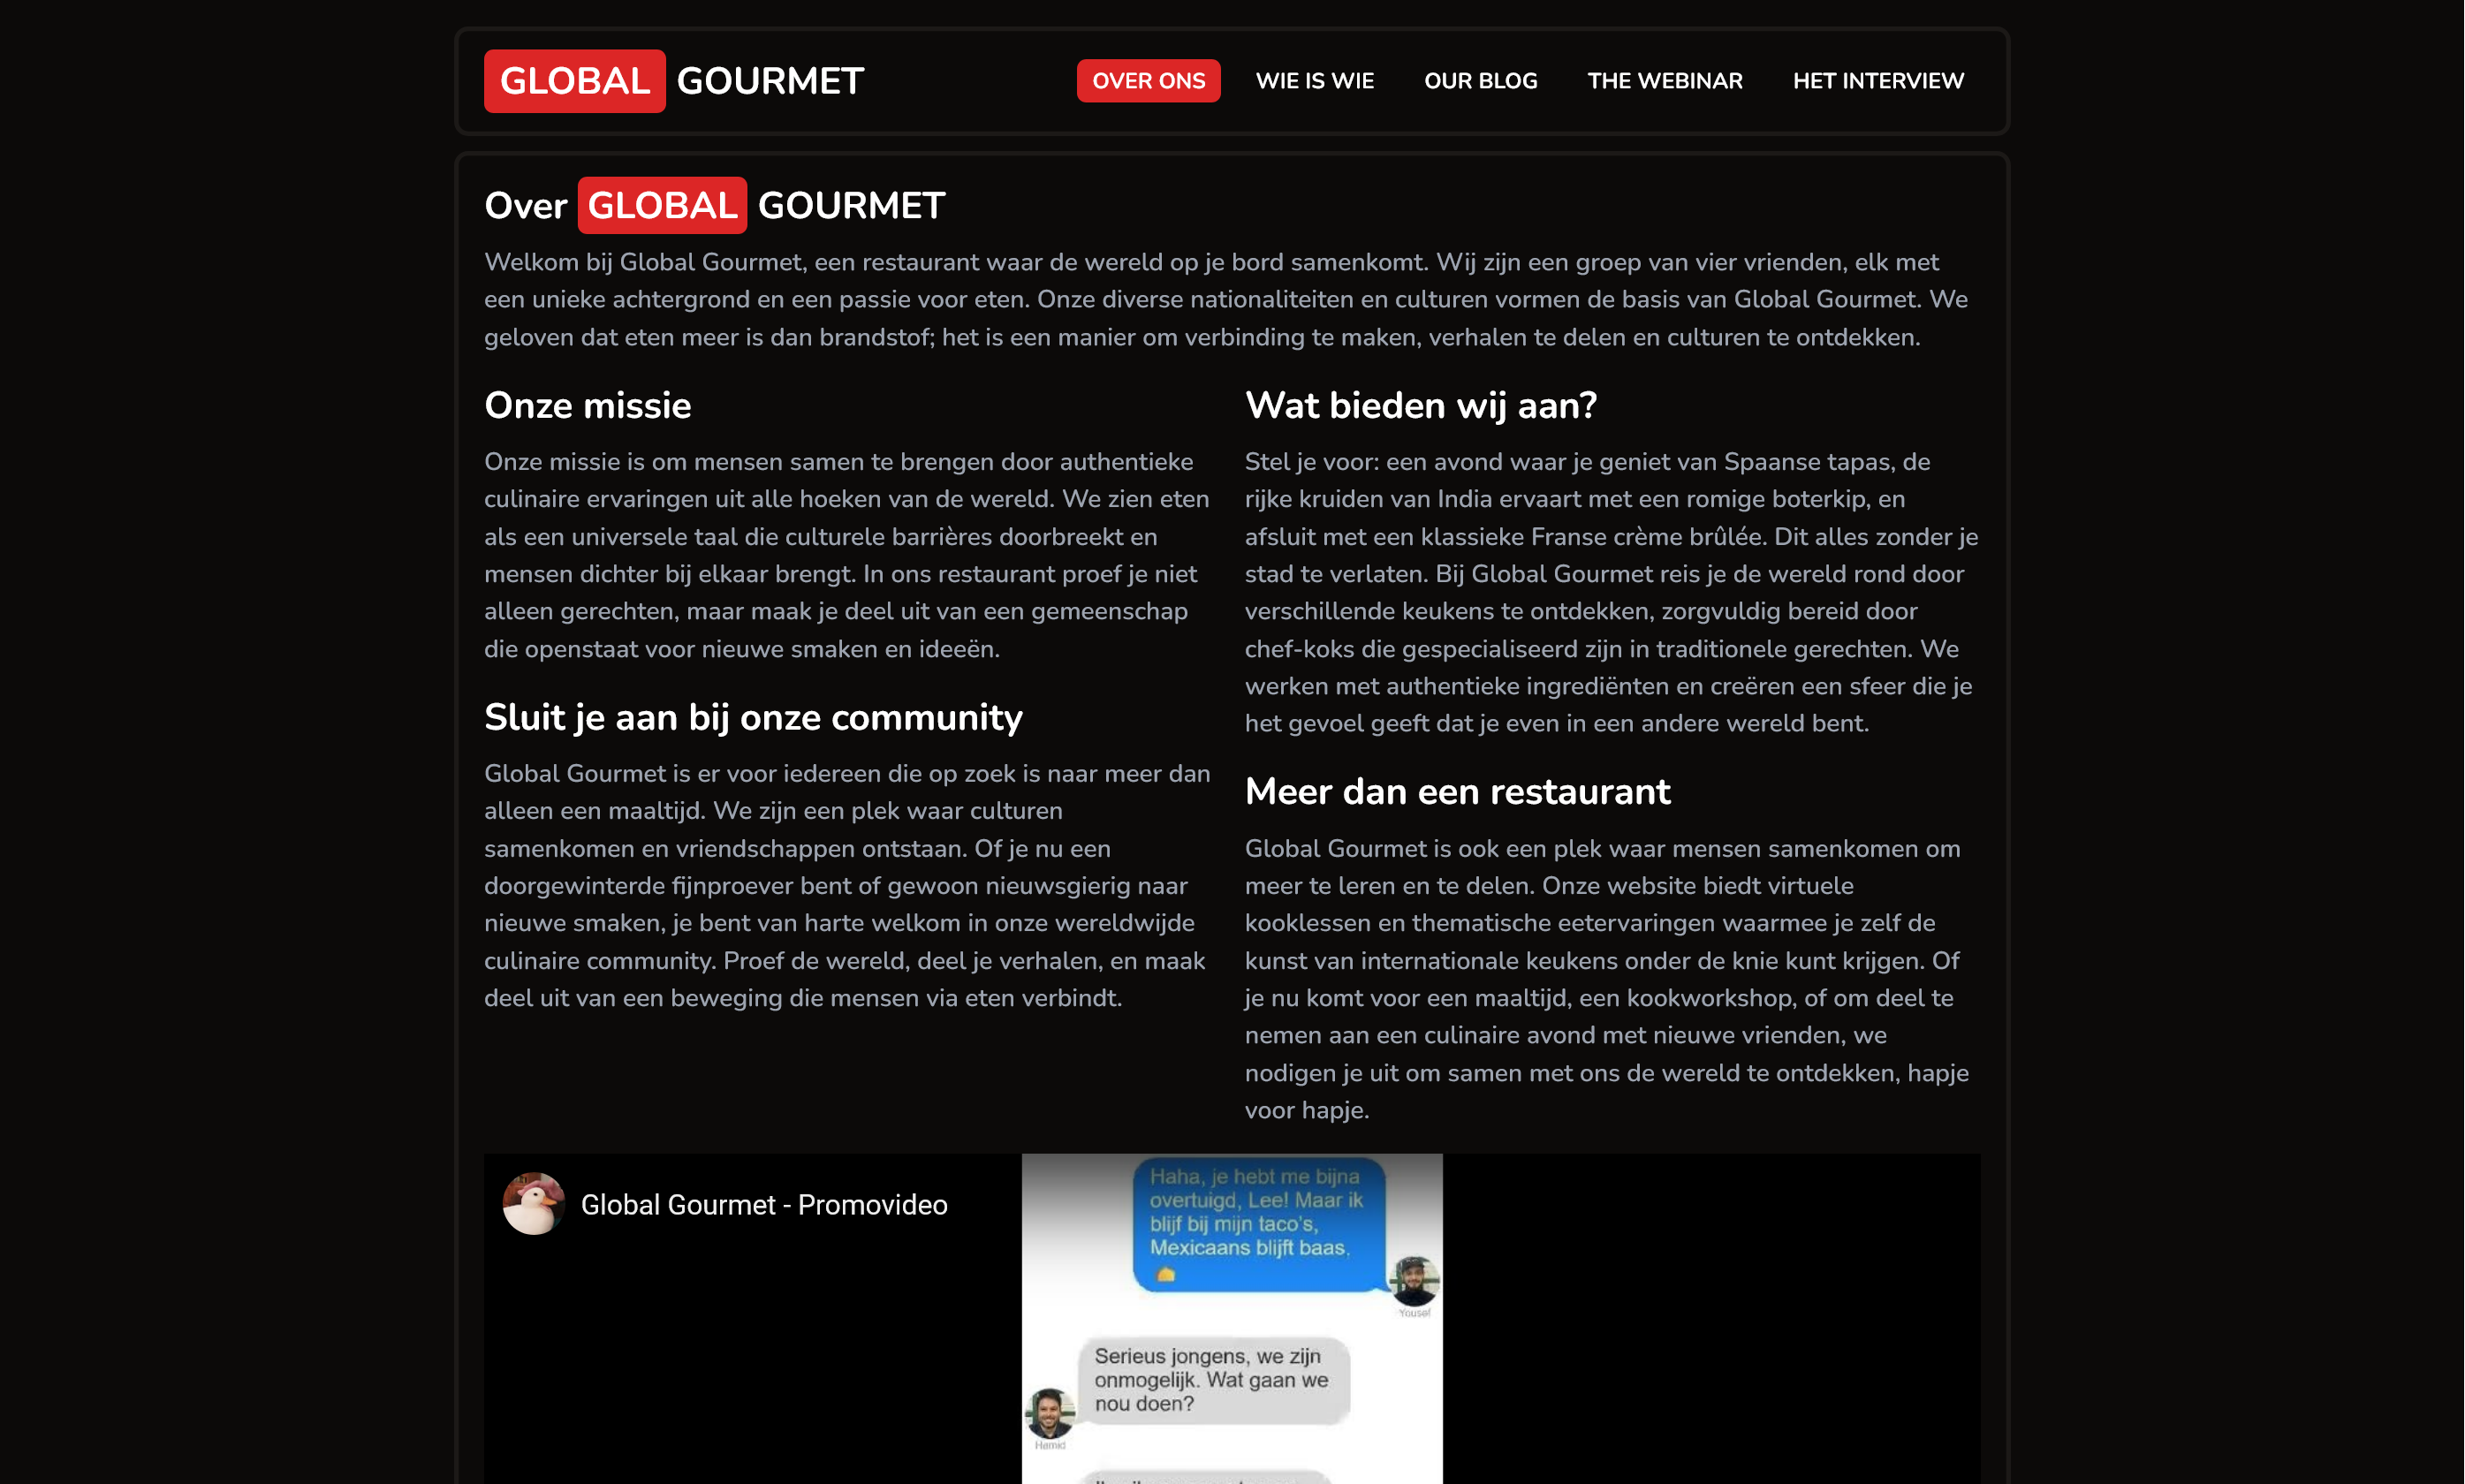 GLOBAL GOURMET
OVER ONS
WIE IS WIE
OUR BLOG
THE WEBINAR
HET INTERVIEW
Over GLOBAL GOURMET
Welkom bij Global Gourmet, een restaurant waar de wereld op je bord samenkomt. Wij zijn een groep van vier vrienden, elk met
een unieke achtergrond en een passie voor eten. Onze diverse nationaliteiten en culturen vormen de basis van Global Gourmet. We
geloven dat eten meer is dan brandstof; het is een manier om verbinding te maken, verhalen te delen en culturen te ontdekken.
Onze missie
Onze missie is om mensen samen te brengen door authentieke
culinaire ervaringen uit alle hoeken van de wereld. We zien eten
als een universele taal die culturele barrières doorbreekt en
mensen dichter bij elkaar brengt. In ons restaurant proef je niet
alleen gerechten, maar maak je deel uit van een gemeenschap
die openstaat voor nieuwe smaken en ideeën.
Sluit je aan bij onze community
Global Gourmet is er voor iedereen die op zoek is naar meer dan
alleen een maaltijd. We zijn een plek waar culturen
samenkomen en vriendschappen ontstaan. Of je nu een
doorgewinterde fijnproever bent of gewoon nieuwsgierig naar
nieuwe smaken, je bent van harte welkom in onze wereldwijde
culinaire community. Proef de wereld, deel je verhalen, en maak
deel uit van een beweging die mensen via eten verbindt.
Wat bieden wij aan?
Stel je voor: een avond waar je geniet van Spaanse tapas, de
rijke kruiden van India ervaart met een romige boterkip, en
afsluit met een klassieke Franse crème brûlée. Dit alles zonder je
stad te verlaten. Bij Global Gourmet reis je de wereld rond door
verschillende keukens te ontdekken, zorgvuldig bereid door
chef-koks die gespecialiseerd zijn in traditionele gerechten. We
werken met authentieke ingrediënten en creëren een sfeer die je
het gevoel geeft dat je even in een andere wereld bent.
Meer dan een restaurant
Global Gourmet is ook een plek waar mensen samenkomen om
meer te leren en te delen. Onze website biedt virtuele
kooklessen en thematische eetervaringen waarmee je zelf de
kunst van internationale keukens onder de knie kunt krijgen. Of
je nu komt voor een maaltijd, een kookworkshop, of om deel te
nemen aan een culinaire avond met nieuwe vrienden, we
nodigen je uit om samen met ons de wereld te ontdekken, hapje
voor hapje.
Global Gourmet - Promovideo
Haha, je hebt me bijna
overtuigd, Lee! Maar ik
blijf bij mijn taco's,
Mexicaans blijft baas.
Yousef
Serieus jongens, we zijn
onmogelijk. Wat gaan we
nou doen?
Hamid